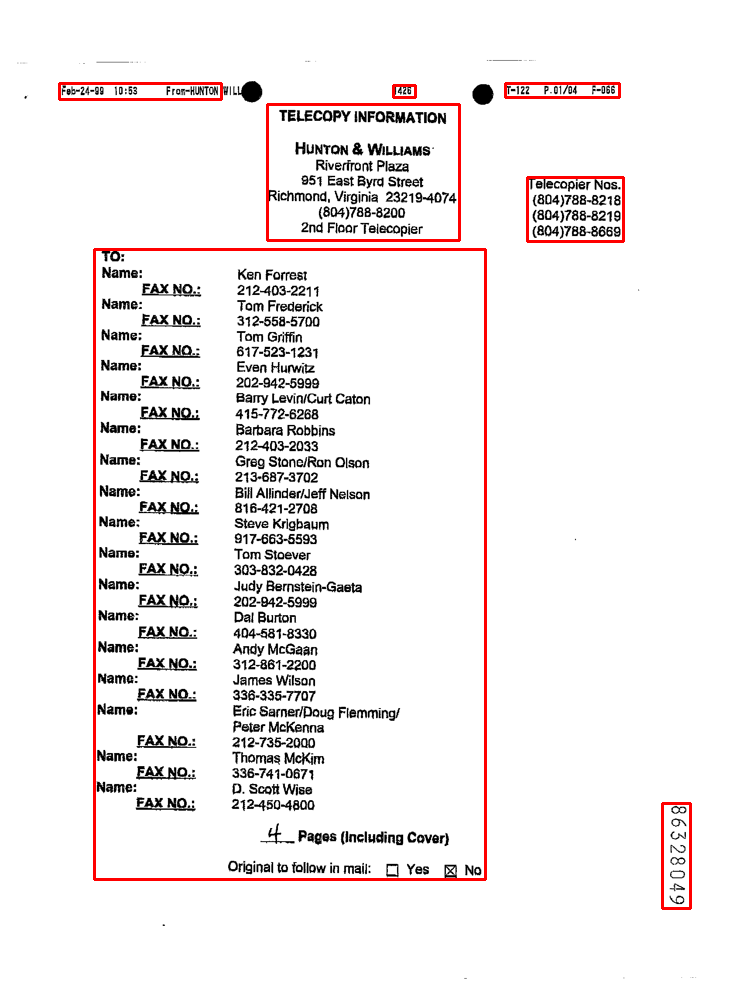 Feb-24-99 10:53 From-HUNTON WILL 426 T-122 P.01/04 F-066
TELECOPY INFORMATION
HUNTON & WILLIAMS
Riverfront Plaza
951 East Byrd Street
Richmond, Virginia 23219-4074
(804)788-8200
2nd Floor Telecopier
Telecopier Nos.
(804)788-8218
(804)788-8219
(804)788-8669
TO:
Name: Ken Forrest
FAX NO.: 212-403-2211
Name: Tom Frederick
FAX NO.: 312-558-5700
Name: Tom Griffin
FAX NO.: 617-523-1231
Name: Even Hurwitz
FAX NO.: 202-942-5999
Name: Barry Levin/Curt Caton
FAX NO.: 415-772-6268
Name: Barbara Robbins
FAX NO.: 212-403-2033
Name: Greg Stone/Ron Olson
FAX NO.: 213-687-3702
Name: Bill Allinder/Jeff Nelson
FAX NO.: 816-421-2708
Name: Steve Krigbaum
FAX NO.: 917-663-5593
Name: Tom Stoever
FAX NO.: 303-832-0428
Name: Judy Bernstein-Gaeta
FAX NO.: 202-942-5999
Name: Dal Burton
FAX NO.: 404-581-8330
Name: Andy McGaan
FAX NO.: 312-861-2200
Name: James Wilson
FAX NO.: 336-335-7707
Name: Eric Sarner/Doug Flemming/
Peter McKenna
FAX NO.: 212-735-2000
Name: Thomas McKim
FAX NO.: 336-741-0671
Name: D. Scott Wise
FAX NO.: 212-450-4800
4 Pages (Including Cover)
Original to follow in mail: ☐ Yes ☒ No
86328049